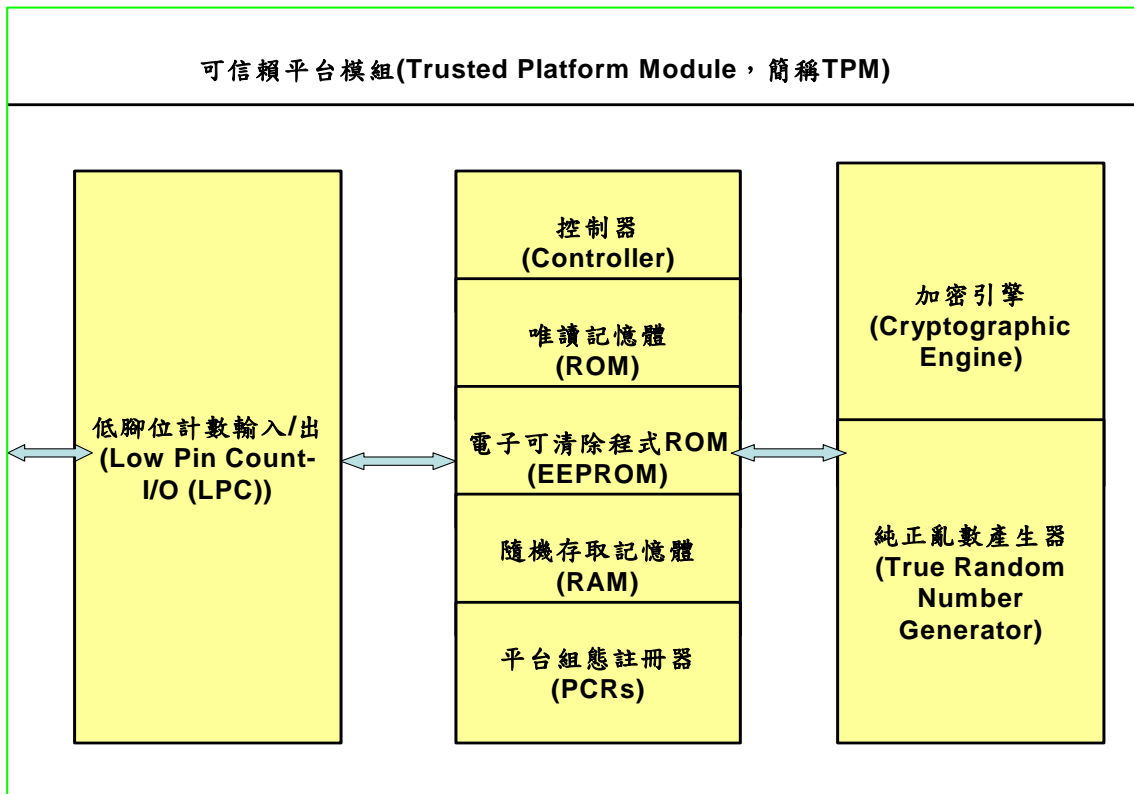 可信賴平台模組(Trusted Platform Module，簡稱TPM)
低腳位計數輸入/出
(Low Pin Count-
I/O (LPC))
控制器
(Controller)
唯讀記憶體
(ROM)
電子可清除程式ROM
(EEPROM)
隨機存取記憶體
(RAM)
平台組態註冊器
(PCRs)
加密引擎
(Cryptographic
Engine)
純正亂數產生器
(True Random
Number
Generator)